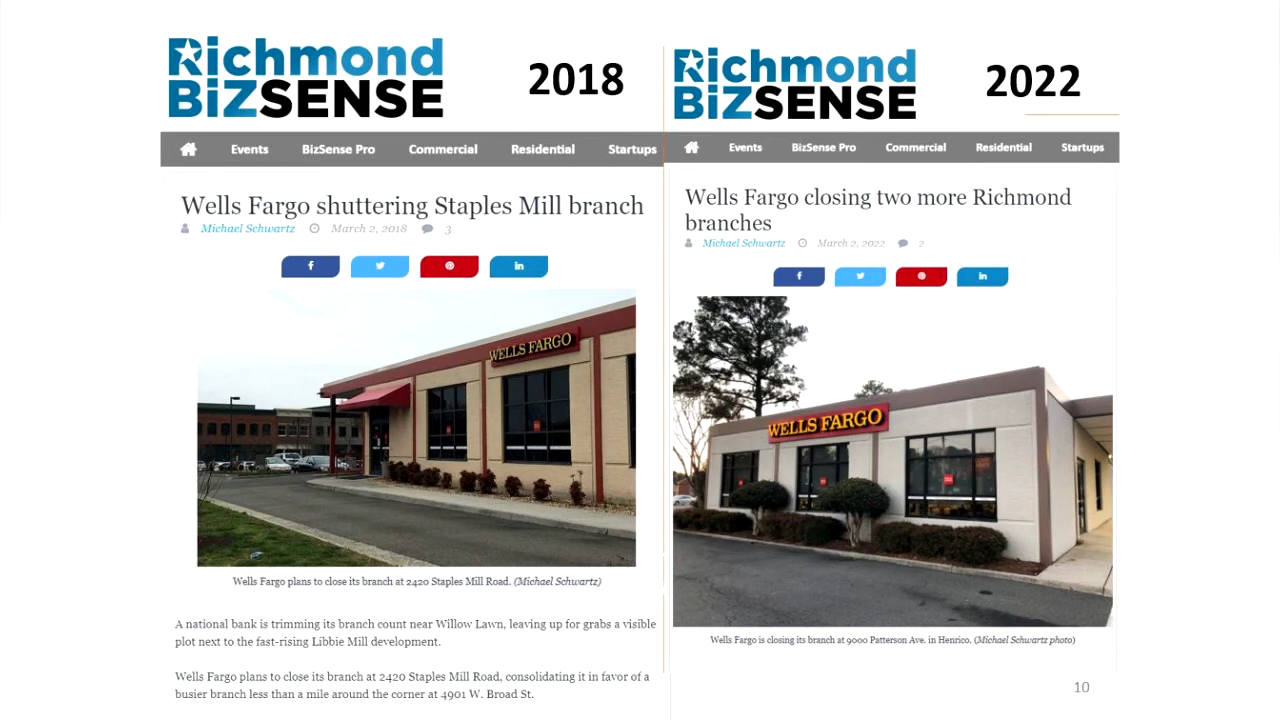 Richmond
BIZSENSE
2018
Events BizSense Pro Commercial Residential Startups
Wells Fargo shuttering Staples Mill branch
Michael Schwartz March 2, 2018 3
f in
WELLS FARGO
Wells Fargo plans to close its branch at 2420 Staples Mill Road. (Michael Schwartz)
A national bank is trimming its branch count near Willow Lawn, leaving up for grabs a visible
plot next to the fast-rising Libbie Mill development.
Wells Fargo plans to close its branch at 2420 Staples Mill Road, consolidating it in favor of a
busier branch less than a mile around the corner at 4901 W. Broad St.
Richmond
BIZSENSE
2022
Events BizSense Pro Commercial Residential Startups
Wells Fargo closing two more Richmond
branches
Michael Schwartz March 2, 2022 2
f in
WELLS FARGO
Wells Fargo is closing its branch at 9000 Patterson Ave. in Henrico. (Michael Schwartz photo)
10